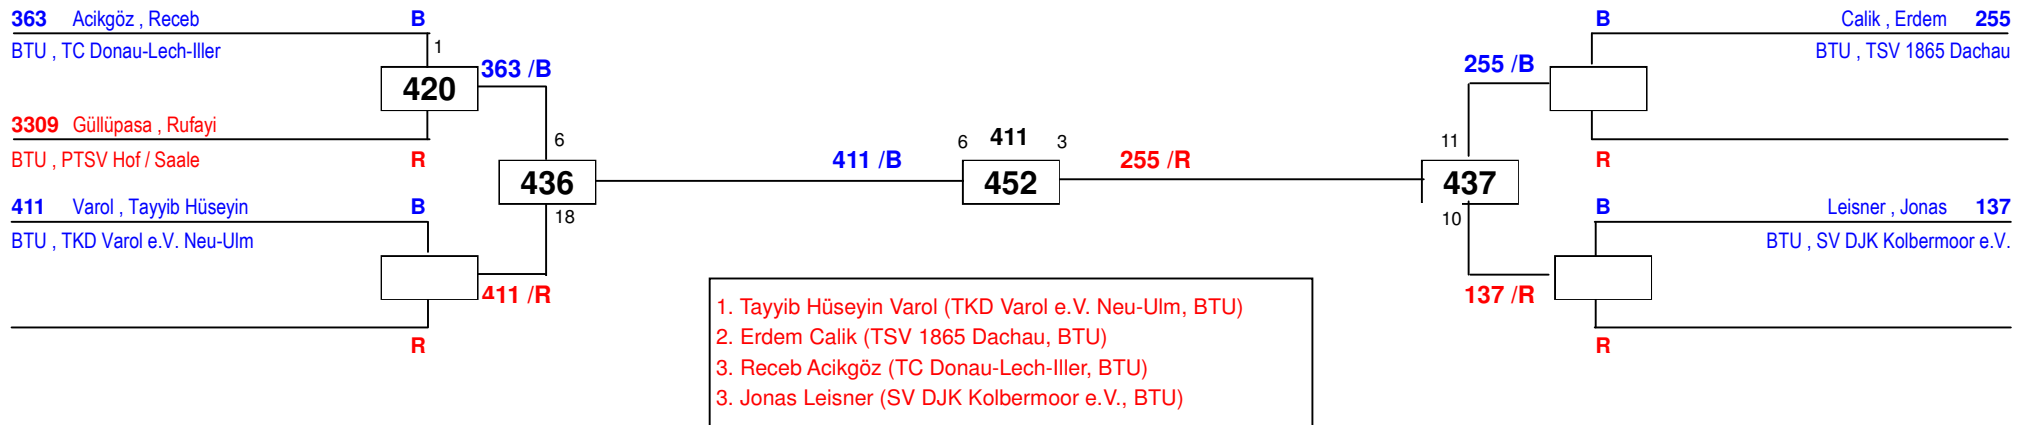 363 Acikgöz , Receb B
BTU , TC Donau-Lech-Iller
1
420
363 /B
3309 Güllüpasa , Rufayi
BTU , PTSV Hof / Saale R
6
436
18
411 Varol , Tayyib Hüseyin B
BTU , TKD Varol e.V. Neu-Ulm
411 /R
R
411 /B
6 411 3
452
255 /R
B Calik , Erdem 255
BTU , TSV 1865 Dachau
255 /B
R
11
437
10
B Leisner , Jonas 137
BTU , SV DJK Kolbermoor e.V.
137 /R
R
1. Tayyib Hüseyin Varol (TKD Varol e.V. Neu-Ulm, BTU)
2. Erdem Calik (TSV 1865 Dachau, BTU)
3. Receb Acikgöz (TC Donau-Lech-Iller, BTU)
3. Jonas Leisner (SV DJK Kolbermoor e.V., BTU)